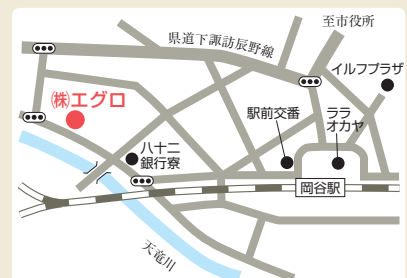 至市役所
県道下諏訪辰野線
イルフプラザ
㈱エグロ
駅前交番
ララ
オカヤ
八十二
銀行寮
岡谷駅
天竜川